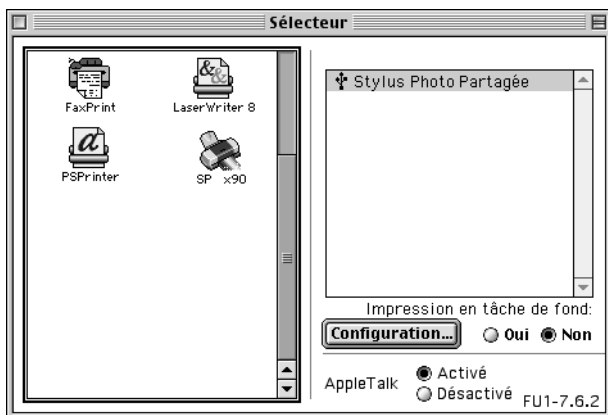 Sélecteur
FaxPrint
LaserWriter 8
PSPrinter
SP x90
Stylus Photo Partagée
Impression en tâche de fond:
Configuration...
Oui
Non
AppleTalk
Activé
Désactivé
FU1-7.6.2